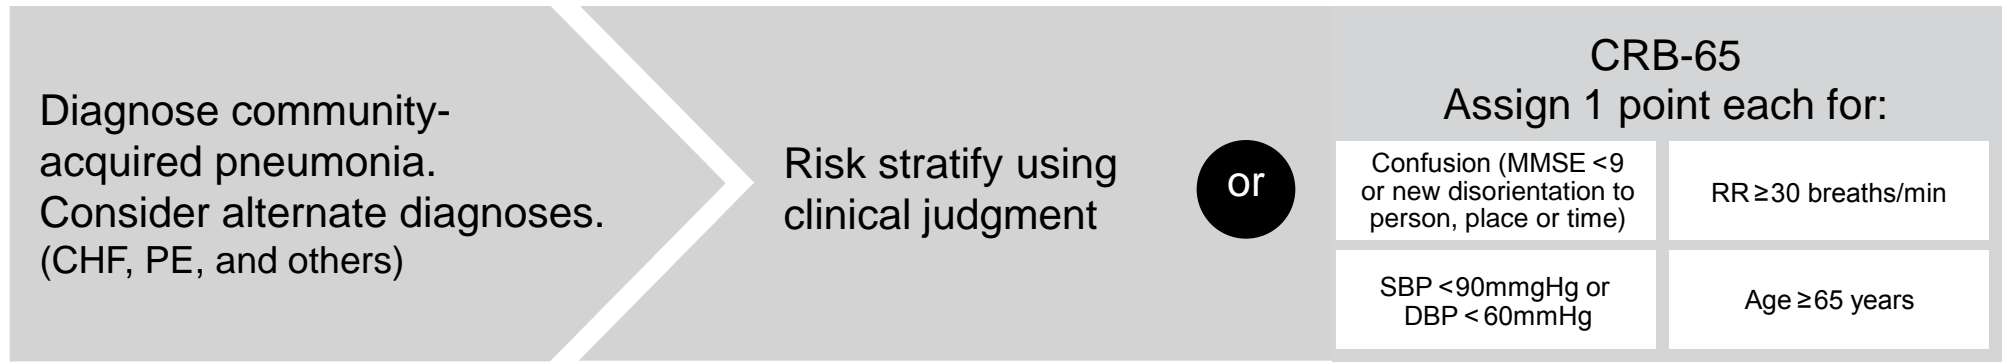 Diagnose community-
acquired pneumonia.
Consider alternate diagnoses.
(CHF, PE, and others)
Risk stratify using
clinical judgment
or
CRB-65
Assign 1 point each for:
Confusion (MMSE <9
or new disorientation to
person, place or time)
RR ≥30 breaths/min
SBP <90mmgHg or
DBP <60mmHg
Age ≥65 years